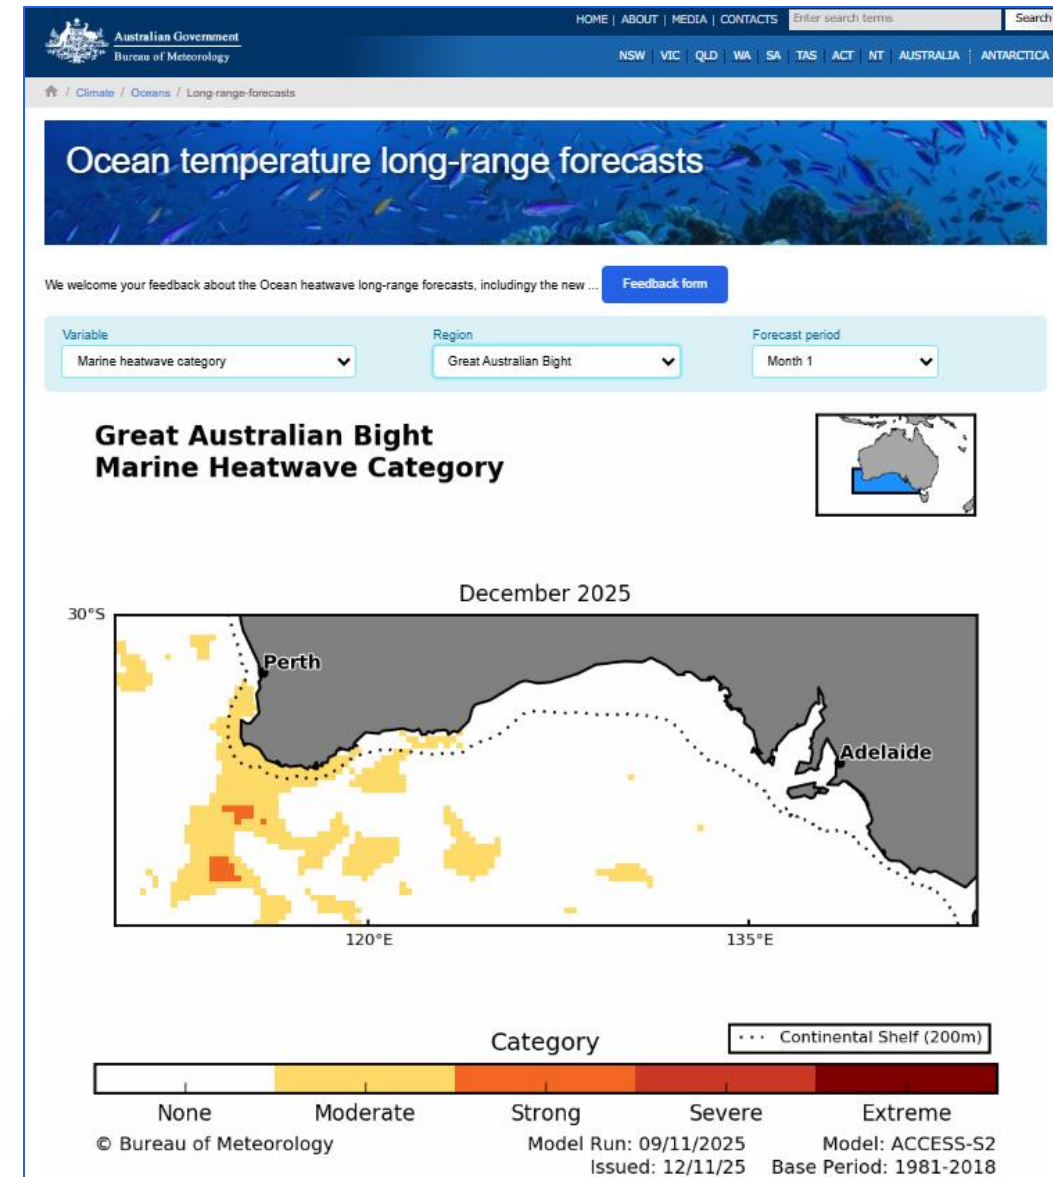 HOME | ABOUT | MEDIA | CONTACTS Enter search terms Search
Australian Government
Bureau of Meteorology
NSW | VIC | QLD | WA | SA | TAS | ACT | NT | AUSTRALIA | ANTARCTICA
/ Climate / Oceans / Long-range-forecasts
Ocean temperature long-range forecasts
We welcome your feedback about the Ocean heatwave long-range forecasts, includingy the new ... Feedback form
Variable Region Forecast period
Marine heatwave category Great Australian Bight Month 1
Great Australian Bight
Marine Heatwave Category
December 2025
30°S
Perth
Adelaide
120°E 135°E
Category
Continental Shelf (200m)
None Moderate Strong Severe Extreme
© Bureau of Meteorology Model Run: 09/11/2025 Model: ACCESS-S2
Issued: 12/11/25 Base Period: 1981-2018